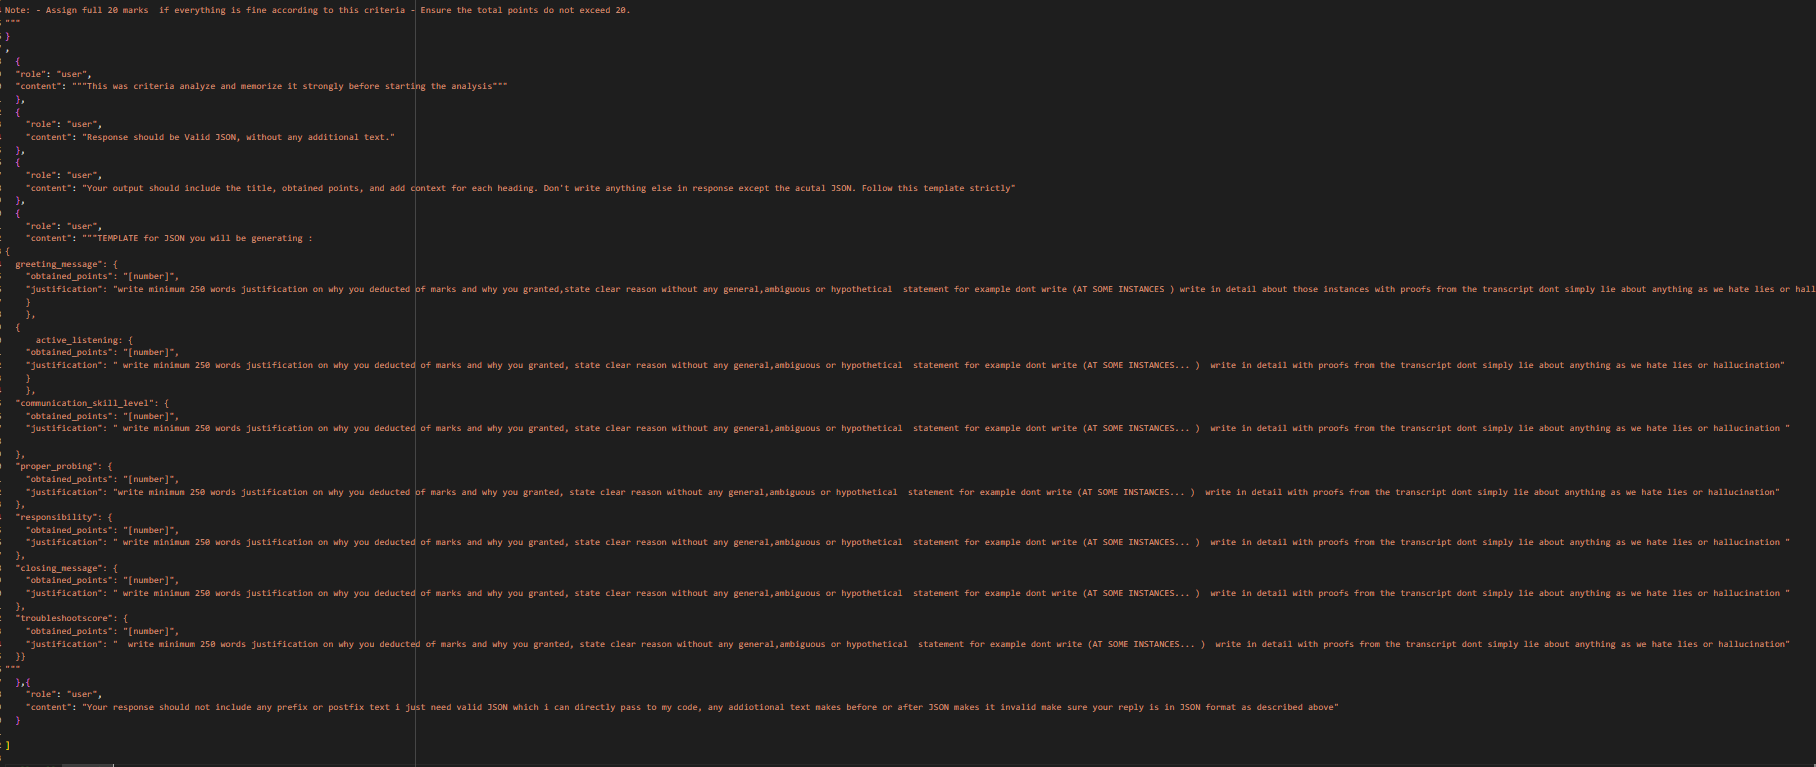 Note: - Assign full 20 marks  if everything is fine according to this criteria - Ensure the total points do not exceed 20.
"""
}
,
  {
  "role": "user",
  "content": """This was criteria analyze and memorize it strongly before starting the analysis"""
  },
  {
    "role": "user",
    "content": "Response should be Valid JSON, without any additional text."
  },
  {
    "role": "user",
    "content": "Your output should include the title, obtained points, and add context for each heading. Don't write anything else in response except the acutal JSON. Follow this template strictly"
  },
  {
    "role": "user",
    "content": """TEMPLATE for JSON you will be generating :
{
  greeting_message": {
    "obtained_points": "[number]",
    "justification": "write minimum 250 words justification on why you deducted of marks and why you granted,state clear reason without any general,ambiguous or hypothetical  statement for example dont write (AT SOME INSTANCES ) write in detail about those instances with proofs from the transcript dont simply lie about anything as we hate lies or hall
    }
    },
  {
      active_listening: {
    "obtained_points": "[number]",
    "justification": " write minimum 250 words justification on why you deducted of marks and why you granted, state clear reason without any general,ambiguous or hypothetical  statement for example dont write (AT SOME INSTANCES... )  write in detail with proofs from the transcript dont simply lie about anything as we hate lies or hallucination"
    }
    },
  "communication_skill_level": {
    "obtained_points": "[number]",
    "justification": " write minimum 250 words justification on why you deducted of marks and why you granted, state clear reason without any general,ambiguous or hypothetical  statement for example dont write (AT SOME INSTANCES... )  write in detail with proofs from the transcript dont simply lie about anything as we hate lies or hallucination "
  },
  "proper_probing": {
    "obtained_points": "[number]",
    "justification": "write minimum 250 words justification on why you deducted of marks and why you granted, state clear reason without any general,ambiguous or hypothetical  statement for example dont write (AT SOME INSTANCES... )  write in detail with proofs from the transcript dont simply lie about anything as we hate lies or hallucination"
  },
  "responsibility": {
    "obtained_points": "[number]",
    "justification": " write minimum 250 words justification on why you deducted of marks and why you granted, state clear reason without any general,ambiguous or hypothetical  statement for example dont write (AT SOME INSTANCES... )  write in detail with proofs from the transcript dont simply lie about anything as we hate lies or hallucination "
  },
  "closing_message": {
    "obtained_points": "[number]",
    "justification": " write minimum 250 words justification on why you deducted of marks and why you granted, state clear reason without any general,ambiguous or hypothetical  statement for example dont write (AT SOME INSTANCES... )  write in detail with proofs from the transcript dont simply lie about anything as we hate lies or hallucination "
  },
  "troubleshootscore": {
    "obtained_points": "[number]",
    "justification": "  write minimum 250 words justification on why you deducted of marks and why you granted, state clear reason without any general,ambiguous or hypothetical  statement for example dont write (AT SOME INSTANCES... )  write in detail with proofs from the transcript dont simply lie about anything as we hate lies or hallucination"
  }}
"""
  },{
    "role": "user",
    "content": "Your response should not include any prefix or postfix text i just need valid JSON which i can directly pass to my code, any addiotional text makes before or after JSON makes it invalid make sure your reply is in JSON format as described above"
  }
]